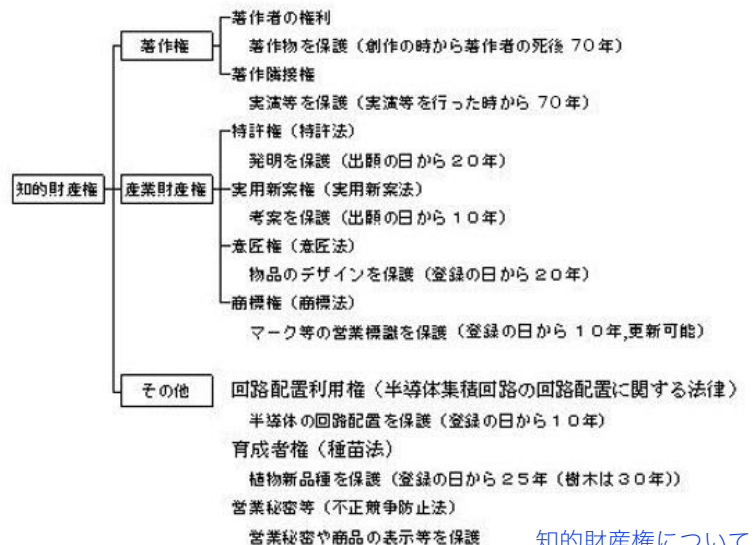 著作者の権利
著作権
著作物を保護（創作の時から著作者の死後70年）
著作隣接権
実演等を保護（実演等を行った時から70年）
特許権（特許法）
発明を保護（出願の日から２０年）
知的財産権
産業財産権
実用新案権（実用新案法）
考案を保護（出願の日から１０年）
意匠権（意匠法）
物品のデザインを保護（登録の日から２０年）
商標権（商標法）
マーク等の営業標識を保護（登録の日から１０年,更新可能）
その他
回路配置利用権（半導体集積回路の回路配置に関する法律）
半導体の回路配置を保護（登録の日から１０年）
育成者権（種苗法）
植物新品種を保護（登録の日から２５年（樹木は３０年））
営業秘密等（不正競争防止法）
営業秘密や商品の表示等を保護
知的財産権について